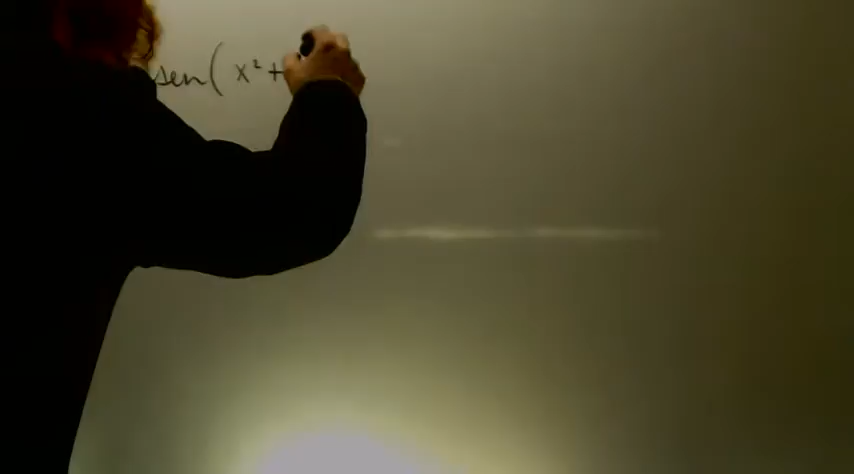 sen( x² +